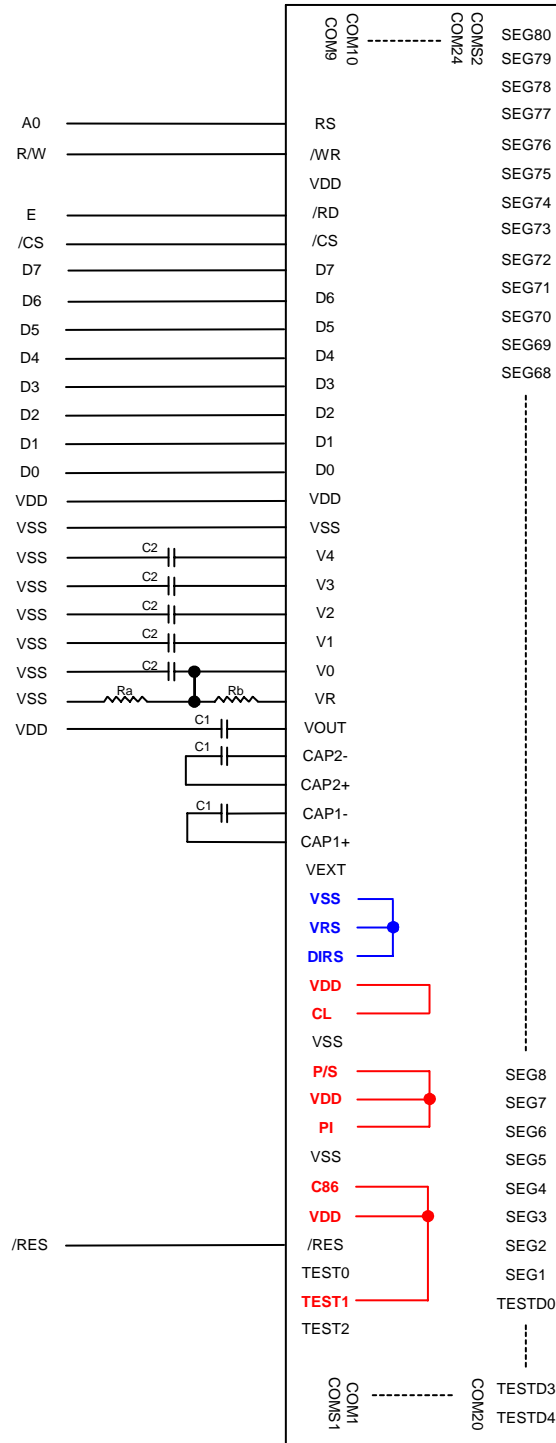 COM9
COM10
COM24
COMS2
SEG80
SEG79
SEG78
SEG77
SEG76
SEG75
SEG74
SEG73
SEG72
SEG71
SEG70
SEG69
SEG68
A0 RS
R/W /WR
VDD
E /RD
/CS /CS
D7 D7
D6 D6
D5 D5
D4 D4
D3 D3
D2 D2
D1 D1
D0 D0
VDD VDD
VSS VSS
VSS C2 V4
VSS C2 V3
VSS C2 V2
VSS C2 V1
VSS C2 V0
VSS Ra Rb VR
VDD C1 VOUT
C1 CAP2-
CAP2+
C1 CAP1-
CAP1+
VEXT
VSS
VRS
DIRS
VDD
CL
VSS
P/S
VDD
PI
VSS
C86
VDD
/RES /RES
TEST0
TEST1
TEST2
SEG8
SEG7
SEG6
SEG5
SEG4
SEG3
SEG2
SEG1
TESTD0
TESTD3
TESTD4
COMS1
COM1
COM20